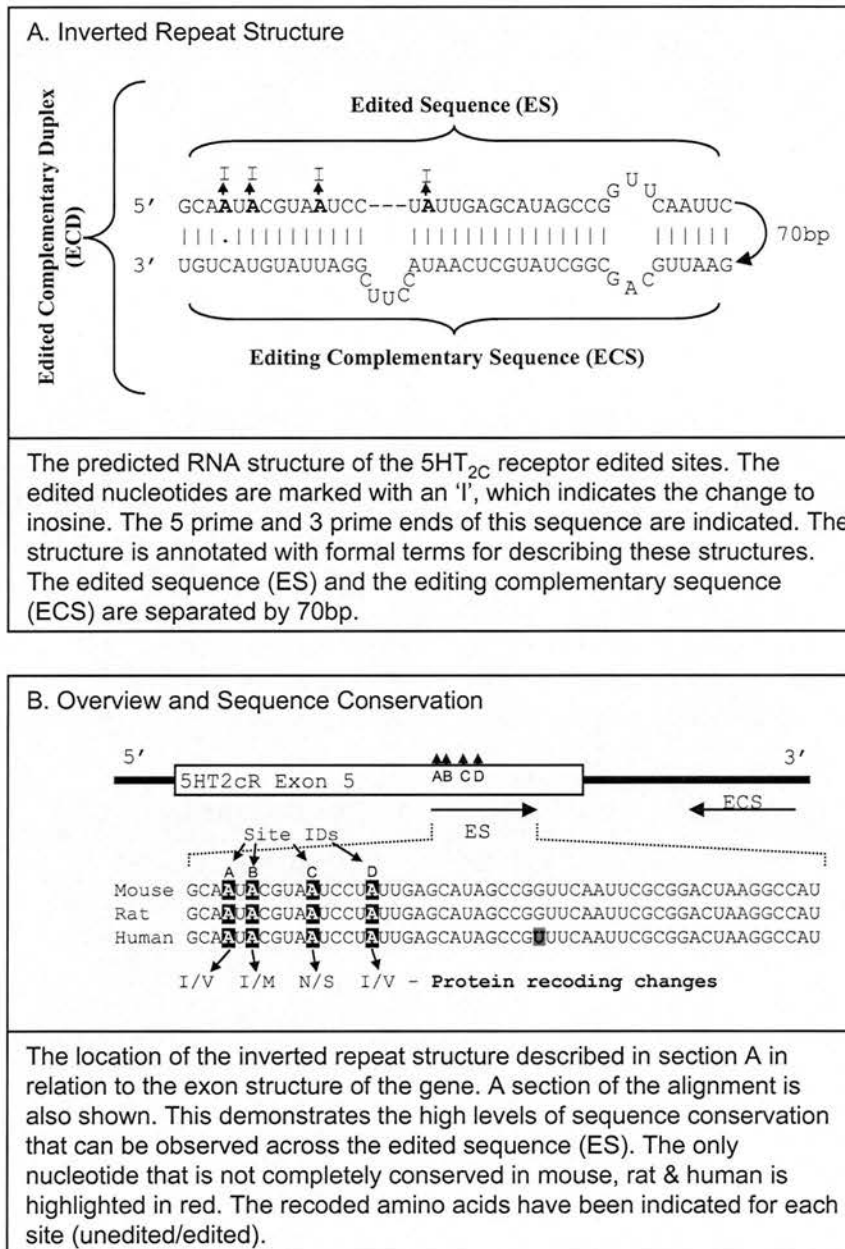 A. Inverted Repeat Structure
Edited Complementary Duplex
(ECD)
Edited Sequence (ES)
I I I I
5' GCAAUACGUAAUCC---UAUUGAGCAUAGCCG GUU CAAUUC
70bp
3' UGUCAUGUAUUAGG CUUC CAUAACUCGUAUCGGC GAC GUUAAG
Editing Complementary Sequence (ECS)
The predicted RNA structure of the 5HT2C receptor edited sites. The
edited nucleotides are marked with an 'I', which indicates the change to
inosine. The 5 prime and 3 prime ends of this sequence are indicated. The
structure is annotated with formal terms for describing these structures.
The edited sequence (ES) and the editing complementary sequence
(ECS) are separated by 70bp.
B. Overview and Sequence Conservation
5' 3'
5HT2cR Exon 5 AB C D
ES ECS
Site IDs
A B C D
Mouse GCAAUACGUAAUCCUAUUGAGCAUAGCCGGUUCAAUUCGCGGACUAAGGCCAU
Rat GCAAUACGUAAUCCUAUUGAGCAUAGCCGGUUCAAUUCGCGGACUAAGGCCAU
Human GCAAUACGUAAUCCUAUUGAGCAUAGCCGUUUCAAUUCGCGGACUAAGGCCAU
I/V I/M N/S I/V - Protein recoding changes
The location of the inverted repeat structure described in section A in
relation to the exon structure of the gene. A section of the alignment is
also shown. This demonstrates the high levels of sequence conservation
that can be observed across the edited sequence (ES). The only
nucleotide that is not completely conserved in mouse, rat & human is
highlighted in red. The recoded amino acids have been indicated for each
site (unedited/edited).